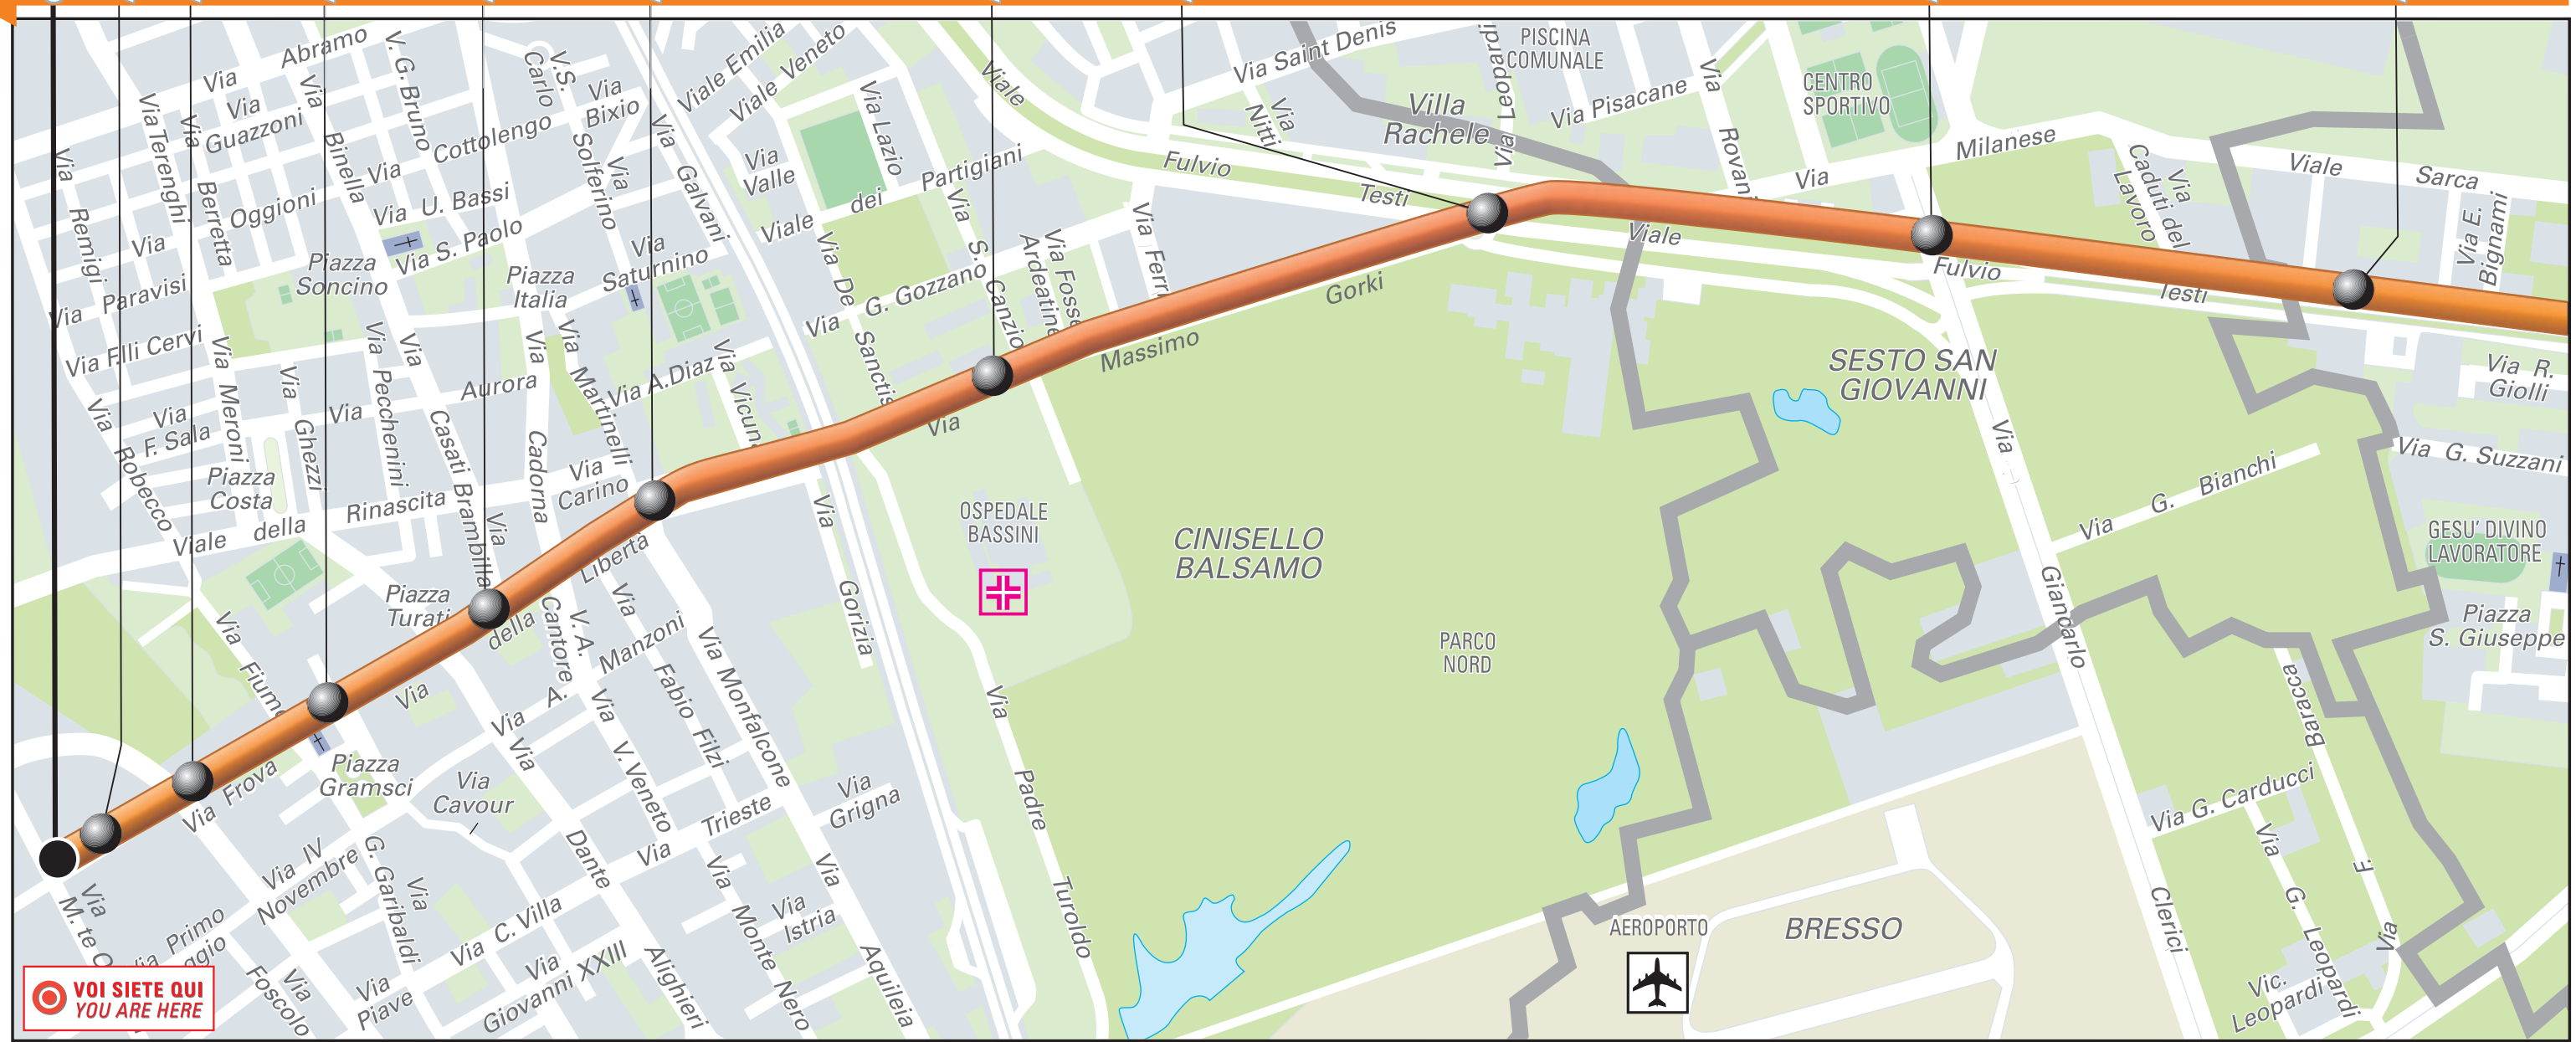 Via Abramo
Via Guazzoni
Via Terenghi
Via Berretta
Via Binella
V. G. Bruno
Via Cottolengo
V.S. Carlo
Via Bixio
Via Solferino
Via Galvani
Viale Emilia
Viale Veneto
Via Lazio
Via Valle
Viale dei Partigiani
Viale Fulvio Testi
Via Saint Denis
Via Nitti
Villa
Rachele
Via Leopardi
PISCINA
COMUNALE
Via Pisacane
Via Rovani
CENTRO
SPORTIVO
Via Milanese
Via
Caduti del
Lavoro
Viale Sarca
Via E.
Bignami
Via Remigi
Via Oggioni
Via U. Bassi
Via S. Paolo
Piazza
Soncino
Piazza
Italia
Via
Saturnino
Via Paravisi
Via F.lli Cervi
Via Meroni
Via Ghezzi
Via Pecchenini
Via Casati Brambilla
Via Aurora
Via Cadorna
Via Martinelli
Via A.Diaz
Via Vicuna
Via De Sanctis
Via G. Gozzano
Via S. Canzio
Via Fosse
Ardeatine
Via Ferri
Via Massimo Gorki
Viale Fulvio Testi
SESTO SAN
GIOVANNI
Via R.
Giolli
Via G. Suzzani
Via G. Bianchi
GESU' DIVINO
LAVORATORE
Piazza
S. Giuseppe
Via Robecco
Via
F. Sala
Piazza
Costa
Viale della Rinascita
Via
Carino
Piazza
Turati
Via della Libertà
Via Gorizia
OSPEDALE
BASSINI
CINISELLO
BALSAMO
PARCO
NORD
Via Giancarlo Clerici
Via F. Baracca
Via G. Carducci
Via G. Leopardi
Vic.
Leopardi
Via Fiume
Via Frova
Piazza
Gramsci
Via
Cavour
Via
V. A.
Cantore
Via A. Manzoni
Via Fabio Filzi
Via Monfalcone
Via V. Veneto
Via Dante Alighieri
Via Trieste
Via
Grigna
Via
Istria
Via Monte Nero
Via Aquileia
Via Padre Turoldo
Via IV
Novembre
Via
G. Garibaldi
Via C. Villa
Via
Giovanni XXIII
Via
Piave
Via
Foscolo
Via
Primo
Via
M.te
AEROPORTO
BRESSO
VOI SIETE QUI
YOU ARE HERE